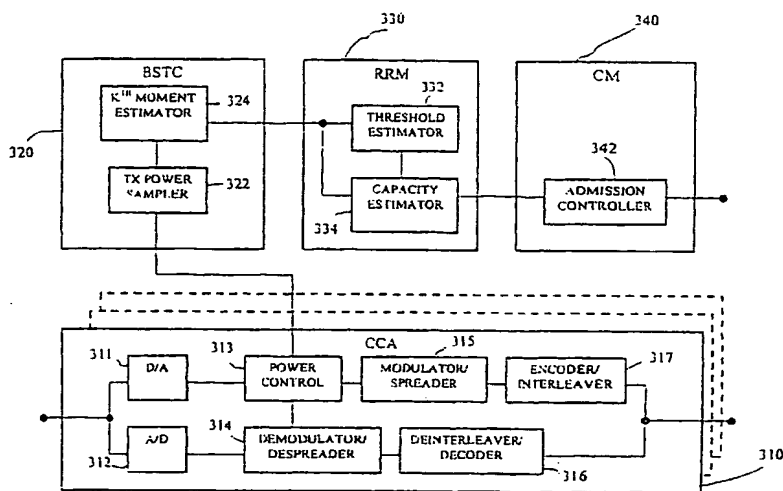 330
340
BSTC
RRM
CM
KTH MOMENT
ESTIMATOR
324
332
THRESHOLD
ESTIMATOR
320
342
TX POWER
SAMPLER
322
CAPACITY
ESTIMATOR
334
ADMISSION
CONTROLLER
CCA
311
D/A
313
POWER
CONTROL
315
MODULATOR/
SPREADER
ENCODER/
INTERLEAVER
317
A/D
312
314
DEMODULATOR/
DESPREADER
DEINTERLEAVER/
DECODER
316
310